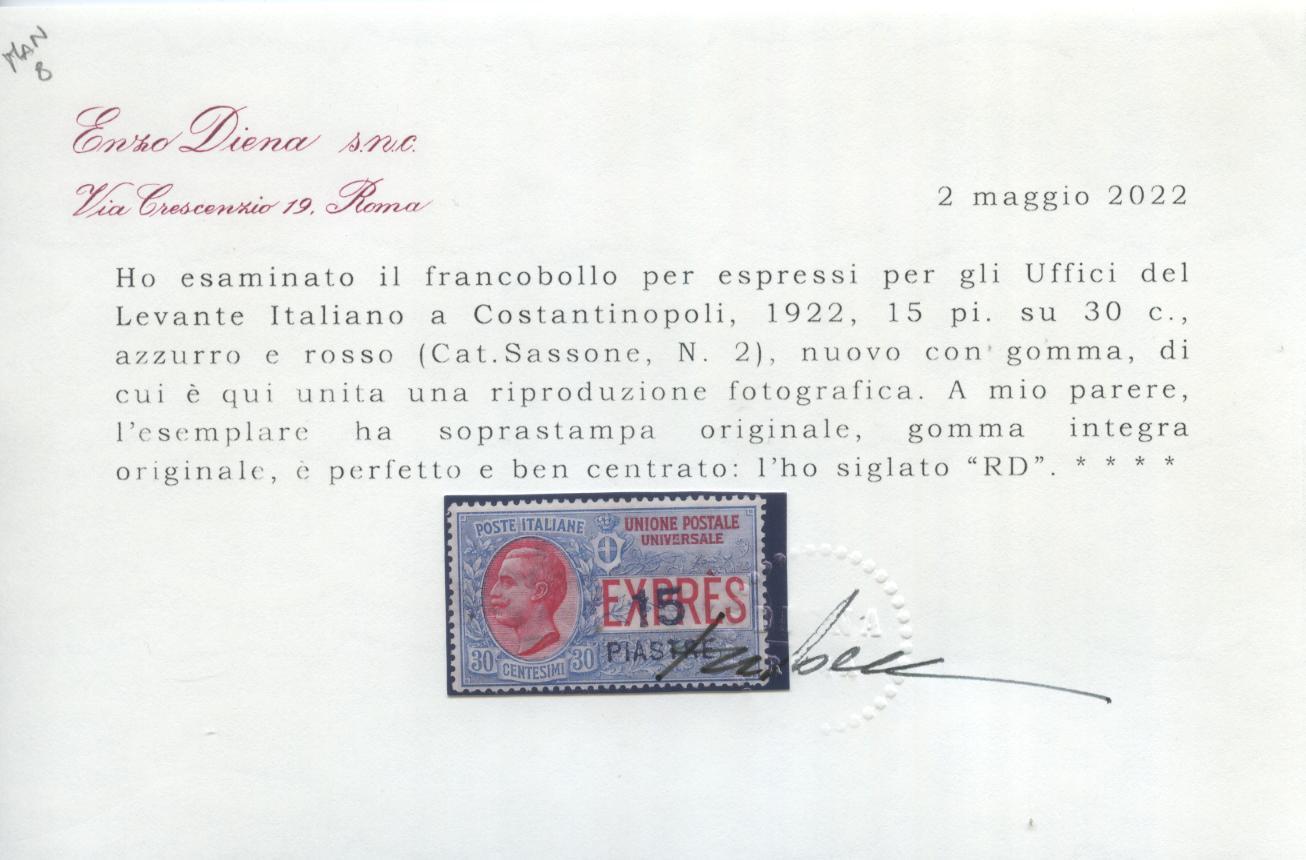 MAN
8
Enzo Diena s.n.c.
Via Crescenzio 19, Roma
2 maggio 2022
Ho esaminato il francobollo per espressi per gli Uffici del
Levante Italiano a Costantinopoli, 1922, 15 pi. su 30 c.,
azzurro e rosso (Cat.Sassone, N. 2), nuovo con gomma, di
cui è qui unita una riproduzione fotografica. A mio parere,
l'esemplare ha soprastampa originale, gomma integra
originale, è perfetto e ben centrato: l'ho siglato “RD”. * * * *
POSTE ITALIANE
UNIONE POSTALE
UNIVERSALE
EXPRÈS
15
PIASTRE
30 CENTESIMI 30